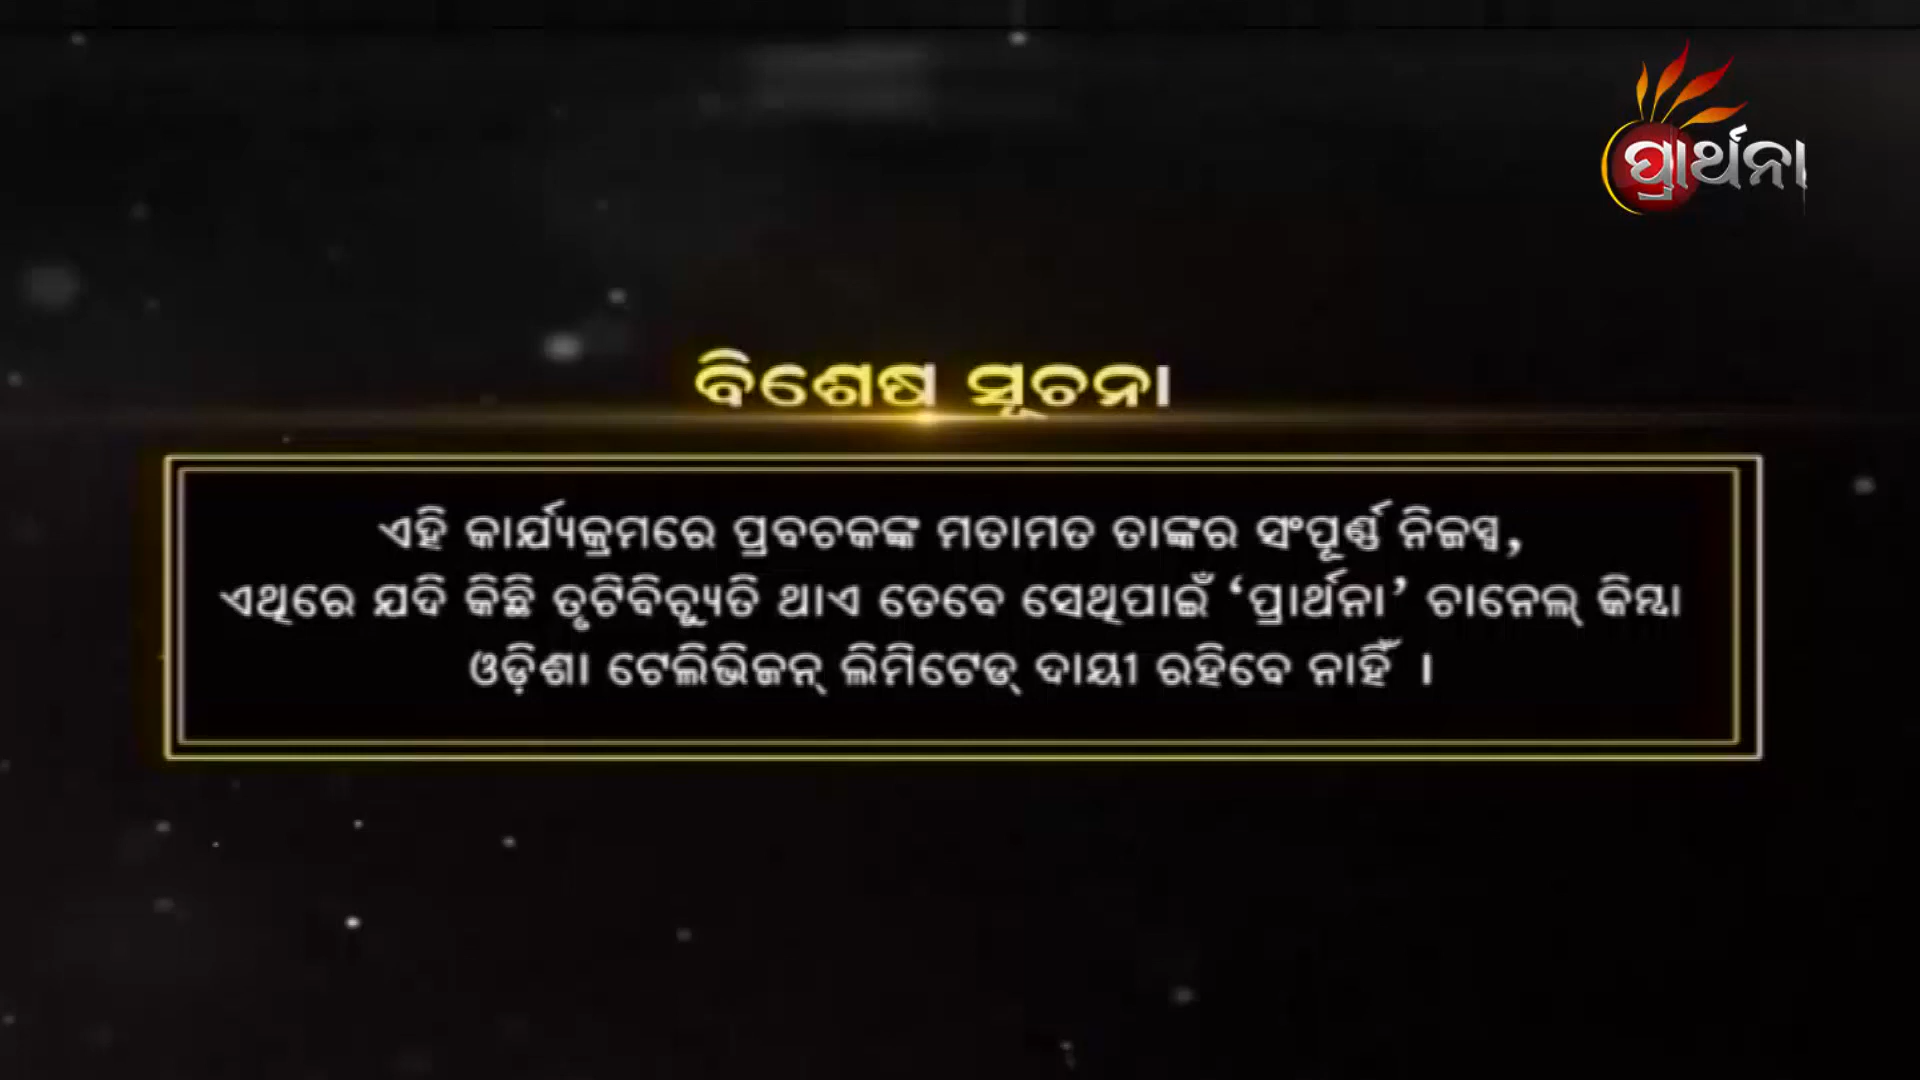 ପ୍ରାର୍ଥନା
ବିଶେଷ ସୂଚନା
ଏହି କାର୍ଯ୍ୟକ୍ରମରେ ପ୍ରବଚକଙ୍କ ମତାମତ ତାଙ୍କର ସଂପୂର୍ଣ୍ଣ ନିଜସ୍ୱ,
ଏଥିରେ ଯଦି କିଛି ତୃଟିବିଚ୍ୟୁତି ଥାଏ ତେବେ ସେଥିପାଇଁ ‘ପ୍ରାର୍ଥନା’ ଚାନେଲ୍ କିମ୍ବା
ଓଡ଼ିଶା ଟେଲିଭିଜନ୍ ଲିମିଟେଡ୍ ଦାୟୀ ରହିବେ ନାହିଁ ।